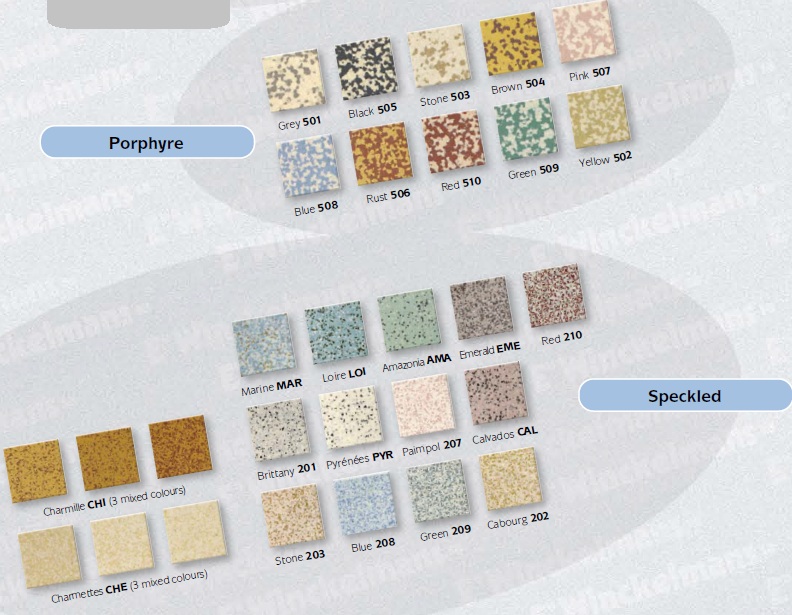 Porphyre
Grey 501
Black 505
Stone 503
Brown 504
Pink 507
Blue 508
Rust 506
Red 510
Green 509
Yellow 502
Speckled
Marine MAR
Loire LOI
Amazonia AMA
Emerald EME
Red 210
Brittany 201
Pyrénées PYR
Paimpol 207
Calvados CAL
Charmille CHI (3 mixed colours)
Stone 203
Blue 208
Green 209
Cabourg 202
Charmettes CHE (3 mixed colours)
Winckelmans